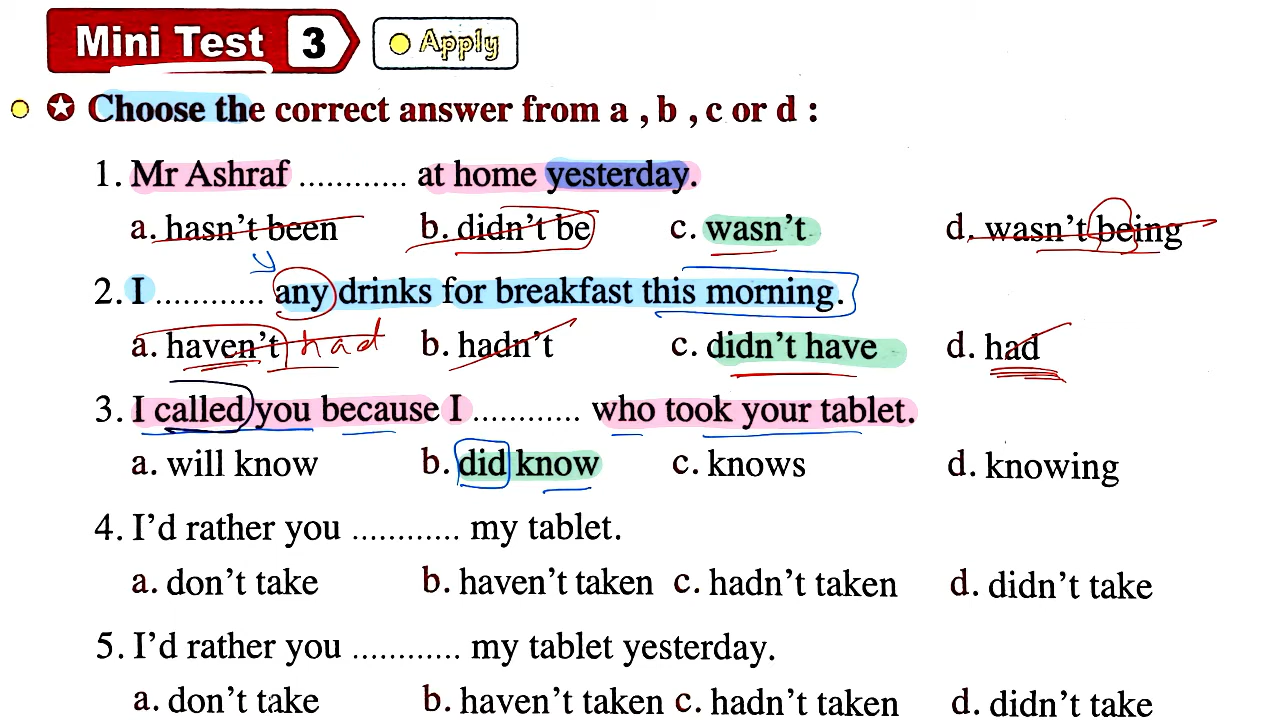 Mini Test 3 Apply
Choose the correct answer from a , b , c or d :
1. Mr Ashraf ............ at home yesterday.
a. hasn't been b. didn't be c. wasn't d. wasn't being
2. I ............ any drinks for breakfast this morning.
a. haven't had b. hadn't c. didn't have d. had
3. I called you because I ............ who took your tablet.
a. will know b. did know c. knows d. knowing
4. I'd rather you ............ my tablet.
a. don't take b. haven't taken c. hadn't taken d. didn't take
5. I'd rather you ............ my tablet yesterday.
a. don't take b. haven't taken c. hadn't taken d. didn't take